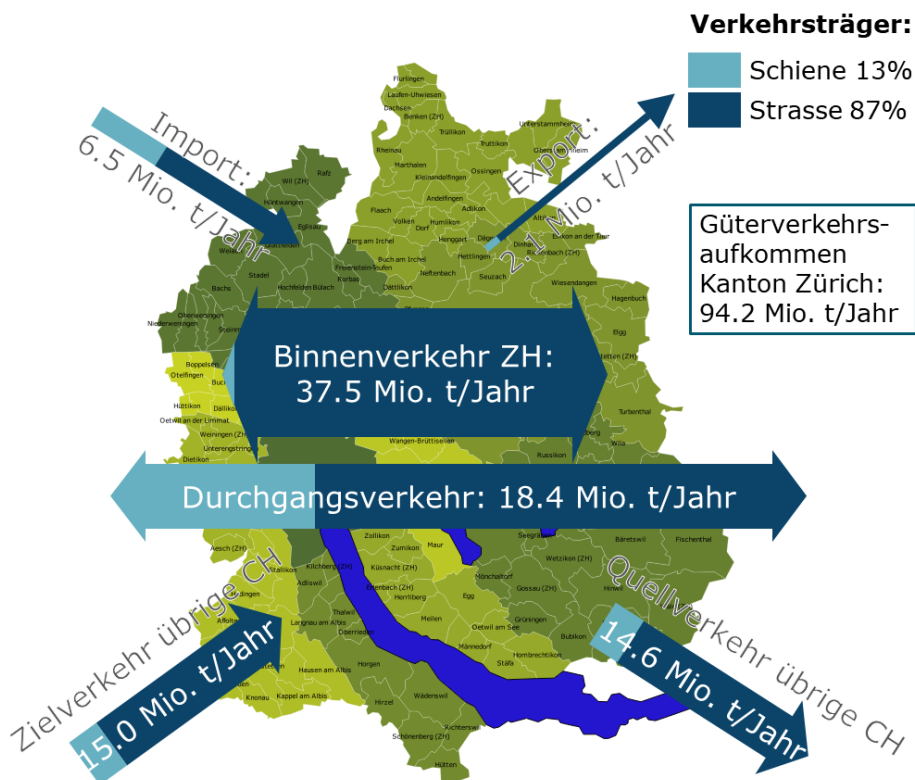 Verkehrsträger:
Schiene 13%
Strasse 87%
Güterverkehrs-
aufkommen
Kanton Zürich:
94.2 Mio. t/Jahr
Import:
6.5 Mio. t/Jahr
Export:
2.1 Mio. t/Jahr
Flurlingen
Laufen-Uhwiesen
Dachsen
Benken (ZH)
Trüllikon
Unterstammheim
Rheinau
Truttikon
Marthalen
Ossingen
Kleinandelfingen
Wil (ZH)
Rafz
Hüntwangen
Andelfingen
Adlikon
Flaach
Volken
Dorf
Humlikon
Eglisau
Henggart
Berg am Irchel
Hettlingen
Buch am Irchel
Stadel
Freienstein-Teufen
Neftenbach
Seuzach
Bachs
Hochfelden
Bülach
Rorbas
Dättlikon
Wiesendangen
Hagenbuch
Niederweningen
Elgg
Binnenverkehr ZH:
37.5 Mio. t/Jahr
Boppelsen
Otelfingen
Hüttikon
Dällikon
Oetwil an der Limmat
Turbenthal
Weiningen (ZH)
Wangen-Brüttisellen
Wila
Unterengstringen
Russikon
Dietikon
Durchgangsverkehr: 18.4 Mio. t/Jahr
Zollikon
Seegräben
Bäretswil
Fischenthal
Aesch (ZH)
Zumikon
Maur
Wetzikon (ZH)
Kilchberg (ZH)
Küsnacht (ZH)
Mönchaltorf
Adliswil
Erlenbach (ZH)
Gossau (ZH)
Hinwil
Herrliberg
Egg
Thalwil
Grüningen
Langnau am Albis
Meilen
Oetwil am See
Oberrieden
Bubikon
Männedorf
Hombrechtikon
Stäfa
Hausen am Albis
Horgen
Knonau
Kappel am Albis
Hirzel
Wädenswil
Richterswil
Schönenberg (ZH)
Hütten
Zielverkehr übrige CH
15.0 Mio. t/Jahr
Quellverkehr übrige CH
14.6 Mio. t/Jahr